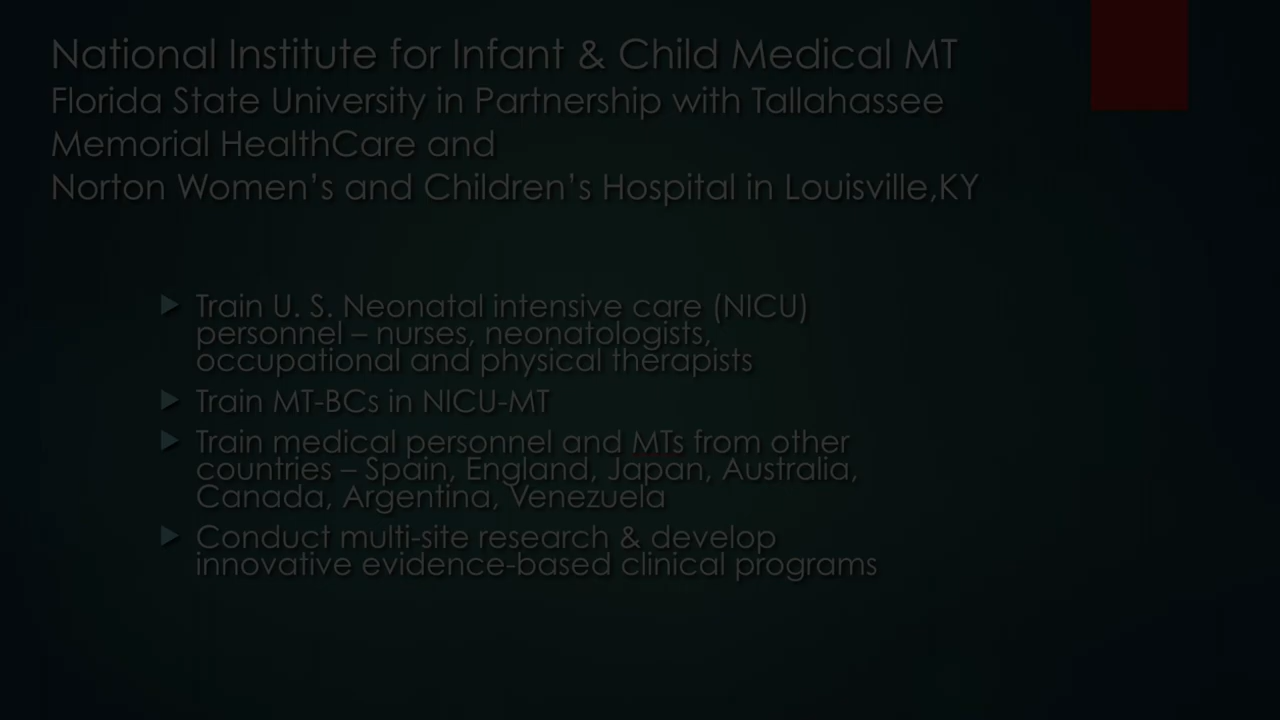 National Institute for Infant & Child Medical MT
Florida State University in Partnership with Tallahassee
Memorial HealthCare and
Norton Women’s and Children’s Hospital in Louisville,KY
Train U. S. Neonatal intensive care (NICU)
personnel – nurses, neonatologists,
occupational and physical therapists
Train MT-BCs in NICU-MT
Train medical personnel and MTs from other
countries – Spain, England, Japan, Australia,
Canada, Argentina, Venezuela
Conduct multi-site research & develop
innovative evidence-based clinical programs